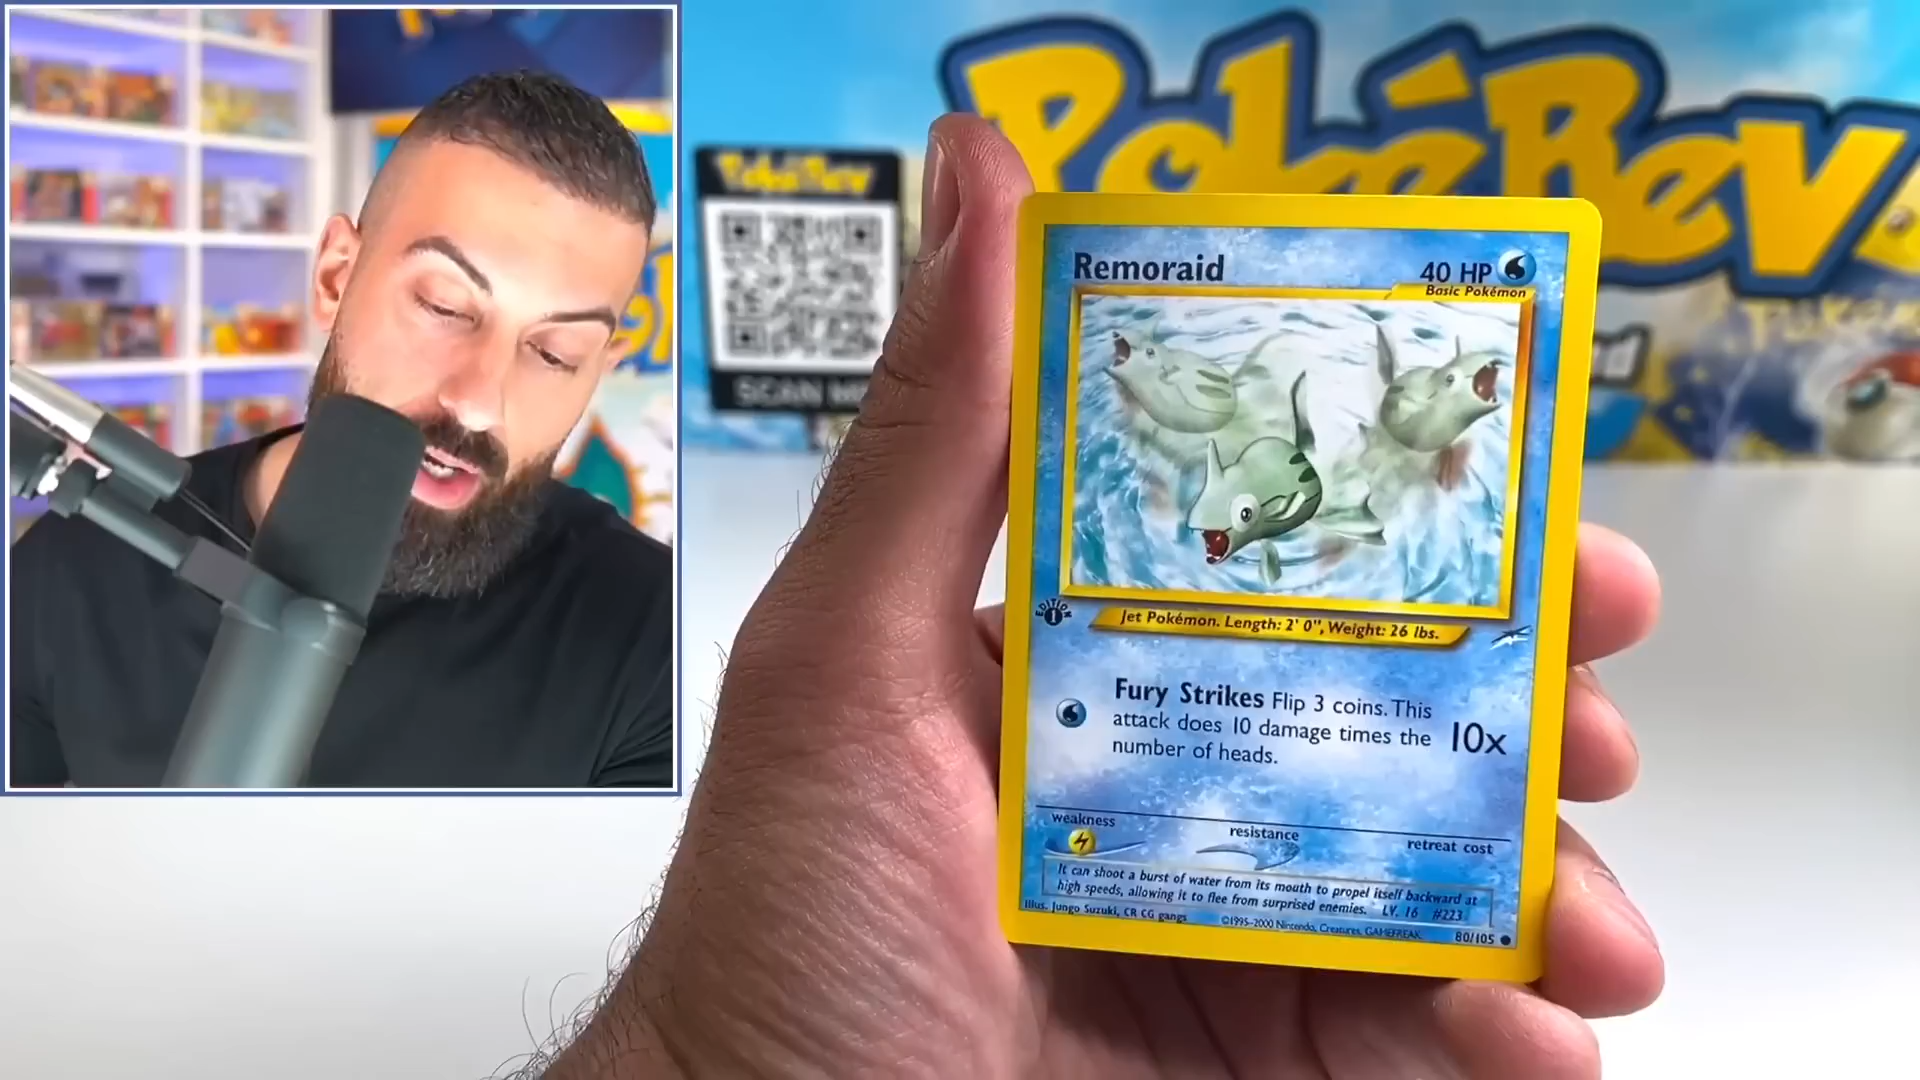 PokéRev
PokéRev
SCAN ME
Remoraid
40 HP
Basic Pokémon
EDITION
1
Jet Pokémon. Length: 2' 0", Weight: 26 lbs.
Fury Strikes Flip 3 coins. This
attack does 10 damage times the
number of heads.
10x
weakness
resistance
retreat cost
It can shoot a burst of water from its mouth to propel itself backward at
high speeds, allowing it to flee from surprised enemies. LV. 16 #223
Illus. Jungo Suzuki, CR CG gangs
©1995-2000 Nintendo, Creatures, GAMEFREAK.
80/105